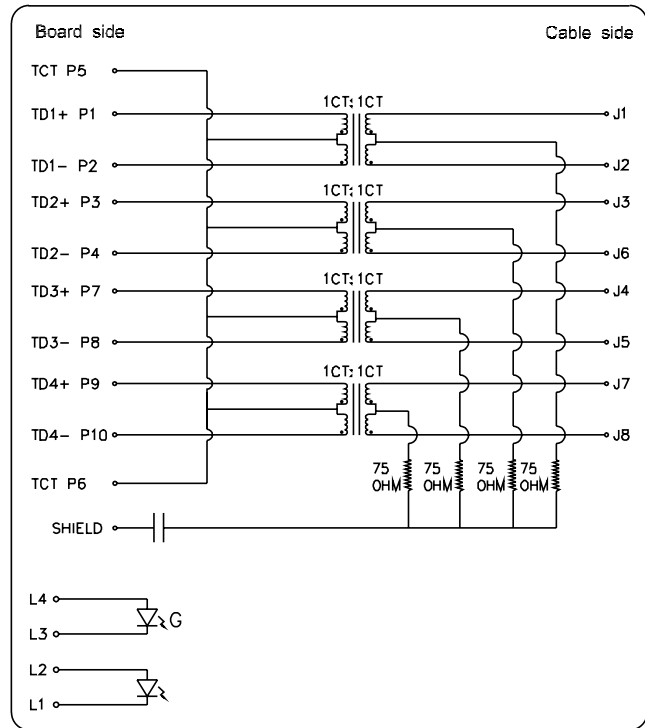 Board side
Cable side
TCT P5
1CT:1CT
TD1+ P1
J1
TD1- P2
J2
1CT:1CT
TD2+ P3
J3
TD2- P4
J6
1CT:1CT
TD3+ P7
J4
TD3- P8
J5
1CT:1CT
TD4+ P9
J7
TD4- P10
J8
75 OHM
75 OHM
75 OHM
75 OHM
TCT P6
SHIELD
L4
G
L3
L2
L1